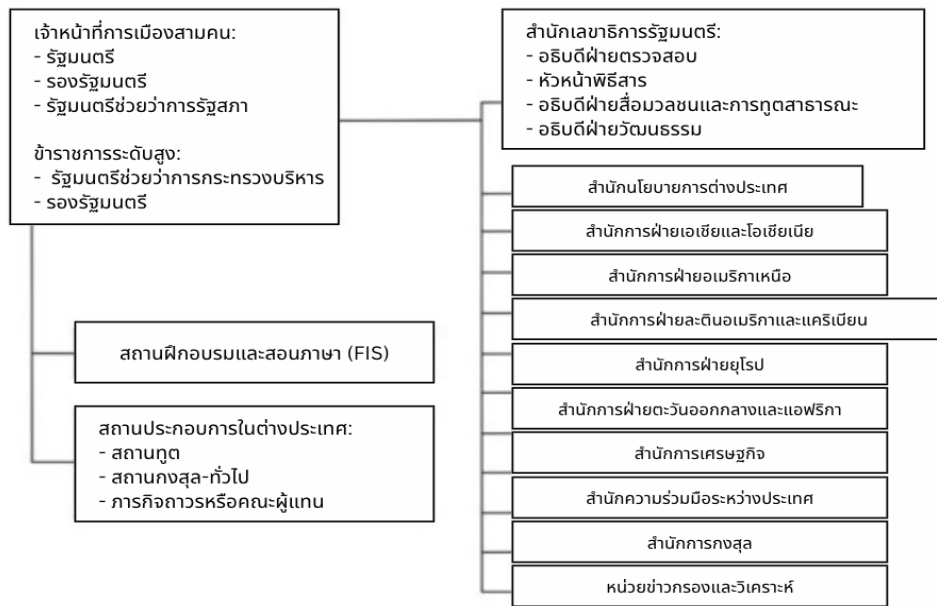 เจ้าหน้าที่การเมืองสามคน:
- รัฐมนตรี
- รองรัฐมนตรี
- รัฐมนตรีช่วยว่าการรัฐสภา
ข้าราชการระดับสูง:
- รัฐมนตรีช่วยว่าการกระทรวงบริหาร
- รองรัฐมนตรี
สถานฝึกอบรมและสอนภาษา (FIS)
สถานประกอบการในต่างประเทศ:
- สถานทูต
- สถานกงสุล-ทั่วไป
- ภารกิจถาวรหรือคณะผู้แทน
สำนักเลขาธิการรัฐมนตรี:
- อธิบดีฝ่ายตรวจสอบ
- หัวหน้าพิธีสาร
- อธิบดีฝ่ายสื่อมวลชนและการทูตสาธารณะ
- อธิบดีฝ่ายวัฒนธรรม
สำนักนโยบายการต่างประเทศ
สำนักการฝ่ายเอเชียและโอเชียเนีย
สำนักการฝ่ายอเมริกาเหนือ
สำนักการฝ่ายละตินอเมริกาและแคริเบียน
สำนักการฝ่ายยุโรป
สำนักการฝ่ายตะวันออกกลางและแอฟริกา
สำนักการเศรษฐกิจ
สำนักความร่วมมือระหว่างประเทศ
สำนักการกงสุล
หน่วยข่าวกรองและวิเคราะห์